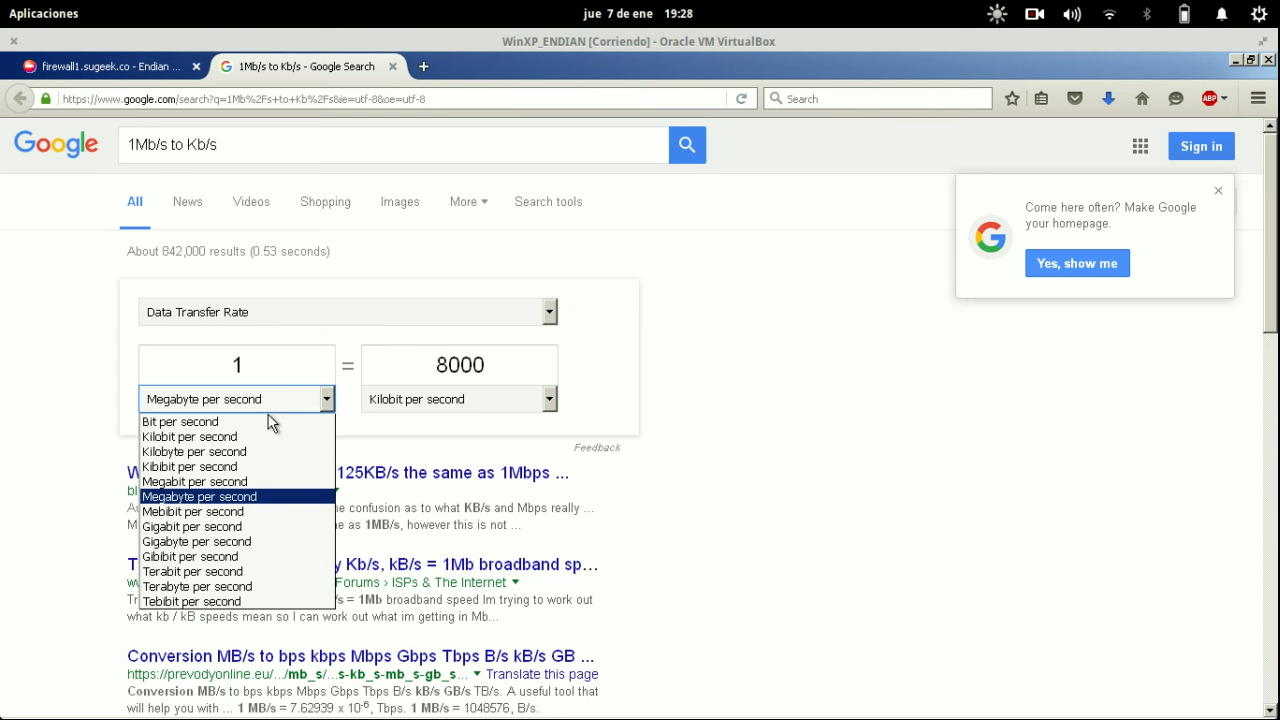 Aplicaciones
jue 7 de ene 19:28
WinXP_ENDIAN [Corriendo] - Oracle VM VirtualBox
firewall1.sugeek.co - Endian ...
1Mb/s to Kb/s - Google Search
https://www.google.com/search?q=1Mb%2Fs+to+Kb%2Fs&ie=utf-8&oe=utf-8
Search
ABP
Google
1Mb/s to Kb/s
Sign in
All
News
Videos
Shopping
Images
More
Search tools
Come here often? Make Google
your homepage.
Yes, show me
About 842,000 results (0.53 seconds)
Data Transfer Rate
1 = 8000
Megabyte per second
Kilobit per second
Bit per second
Kilobit per second
Kilobyte per second
Kibibit per second
Megabit per second
Megabyte per second
Mebibit per second
Gigabit per second
Gigabyte per second
Gibibit per second
Terabit per second
Terabyte per second
Tebibit per second
Feedback
W 125KB/s the same as 1Mbps ...
bl
As the confusion as to what KB/s and Mbps really ...
m as 1MB/s, however this is not ...
T Kb/s, kB/s = 1Mb broadband sp...
w Forums › ISPs & The Internet
= 1Mb broadband speed Im trying to work out
what kb / kB speeds mean so I can work out what im getting in Mb...
Conversion MB/s to bps kbps Mbps Gbps Tbps B/s kB/s GB ...
https://prevodyonline.eu/.../mb_s/...s-kb_s-mb_s-gb_s... Translate this page
Conversion MB/s to bps kbps Mbps Gbps Tbps B/s kB/s GB/s TB/s. A useful tool that
will help you with ... 1 MB/s = 7.62939 x 10⁻⁶, Tbps. 1 MB/s = 1048576, B/s.